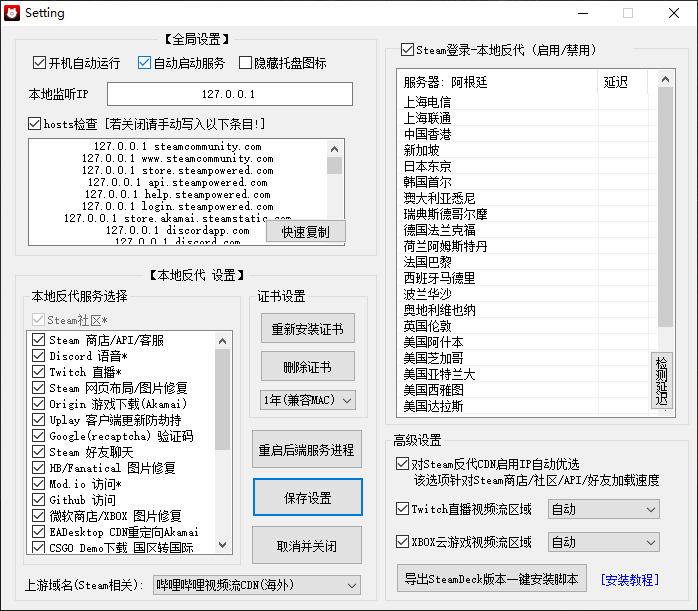 Setting
【全局设置】
开机自动运行
自动启动服务
隐藏托盘图标
本地监听IP
127.0.0.1
hosts检查 [若关闭请手动写入以下条目!]
127.0.0.1 steamcommunity.com
127.0.0.1 www.steamcommunity.com
127.0.0.1 store.steampowered.com
127.0.0.1 api.steampowered.com
127.0.0.1 help.steampowered.com
127.0.0.1 login.steampowered.com
127.0.0.1 store.akamai.steamstatic.com
127.0.0.1 discordapp.com
127.0.0.1 discord.com
快速复制
【本地反代 设置】
本地反代服务选择
Steam社区*
Steam 商店/API/客服
Discord 语音*
Twitch 直播*
Steam 网页布局/图片修复
Origin 游戏下载(Akamai)
Uplay 客户端更新防劫持
Google(recaptcha) 验证码
Steam 好友聊天
HB/Fanatical 图片修复
Mod.io 访问*
Github 访问
微软商店/XBOX 图片修复
EADesktop CDN重定向Akamai
CSGO Demo下载 国区转国际
证书设置
重新安装证书
删除证书
1年(兼容MAC)
重启后端服务进程
保存设置
取消并关闭
上游域名(Steam相关):
哔哩哔哩视频流CDN(海外)
Steam登录-本地反代（启用/禁用）
服务器: 阿根廷
延迟
上海电信
上海联通
中国香港
新加坡
日本东京
韩国首尔
澳大利亚悉尼
瑞典斯德哥尔摩
德国法兰克福
荷兰阿姆斯特丹
法国巴黎
西班牙马德里
波兰华沙
奥地利维也纳
英国伦敦
美国阿什本
美国芝加哥
美国亚特兰大
美国西雅图
美国达拉斯
检测延迟
高级设置
对Steam反代CDN启用IP自动优选
该选项针对Steam商店/社区/API/好友加载速度
Twitch直播视频流区域
自动
XBOX云游戏视频流区域
自动
导出SteamDeck版本一键安装脚本
[安装教程]